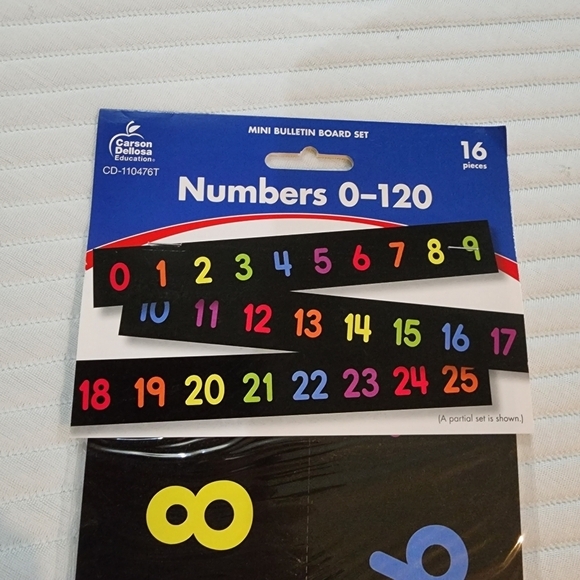 MINI BULLETIN BOARD SET
Carson
Dellosa
Education®
CD-110476T
16
pieces
Numbers 0–120
0 1 2 3 4 5 6 7 8 9
10 11 12 13 14 15 16 17
18 19 20 21 22 23 24 25
(A partial set is shown.)
8
6